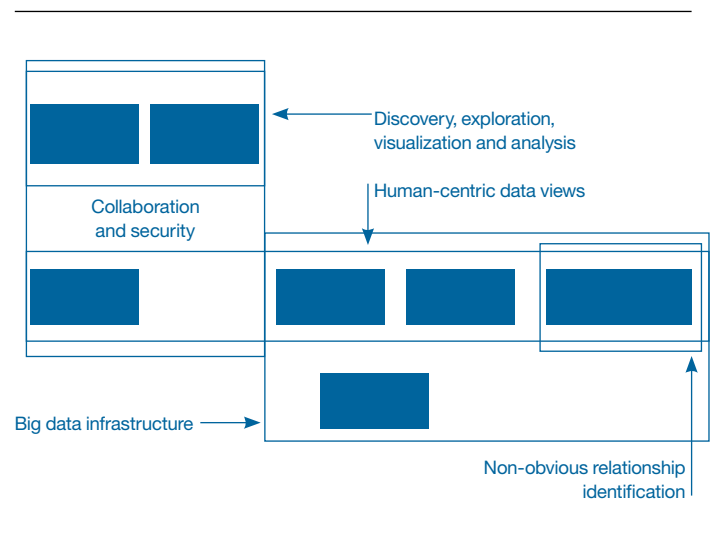 Discovery, exploration,
visualization and analysis
Human-centric data views
Collaboration
and security
Big data infrastructure
Non-obvious relationship
identification